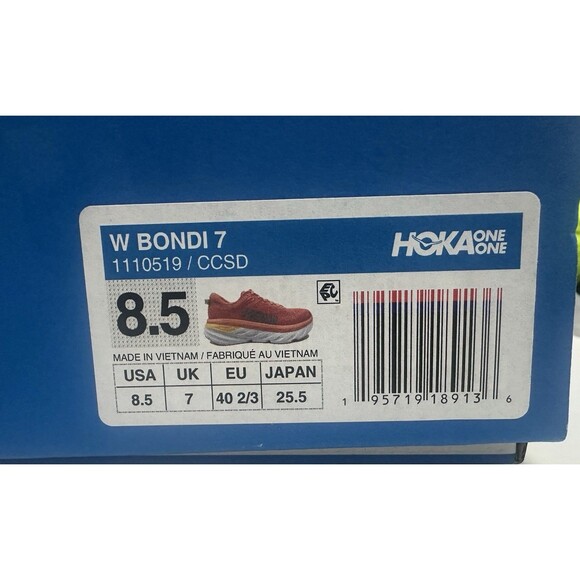 W BONDI 7
1110519 / CCSD
HOKA ONE ONE
8.5
MADE IN VIETNAM / FABRIQUÉ AU VIETNAM
USA UK EU JAPAN
8.5 7 40 2/3 25.5
1 95719 18913 6